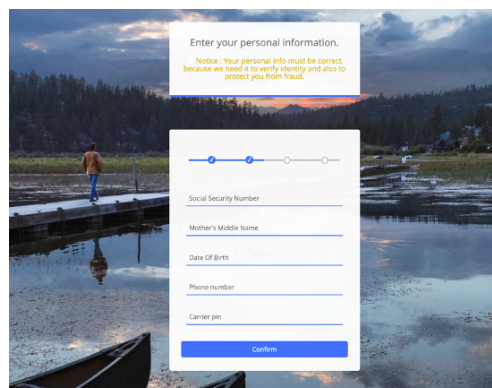 Enter your personal information.
Notice : Your personal info must be correct
because we need it to verify identity and also to
protect you from fraud.
Social Security Number
Mother's Middle Name
Date Of Birth
Phone number
Carrier pin
Confirm